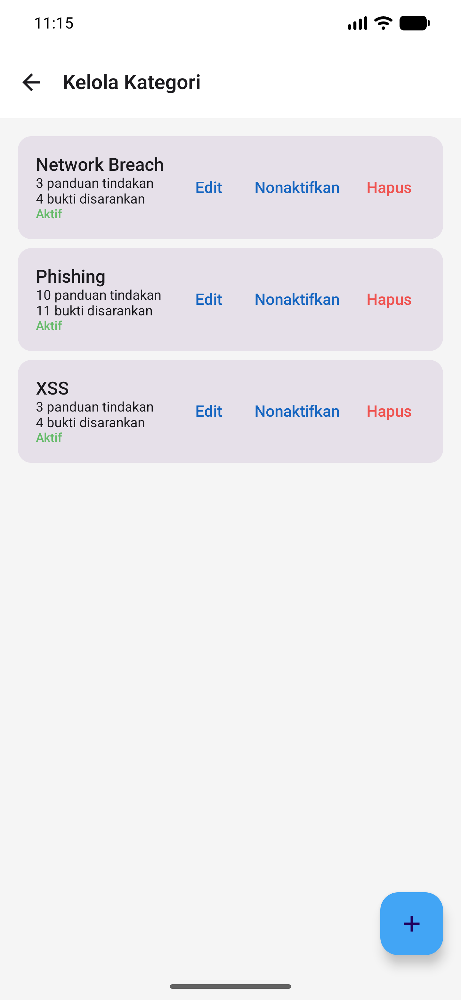 11:15
Kelola Kategori
Network Breach
3 panduan tindakan
4 bukti disarankan
Aktif
Edit
Nonaktifkan
Hapus
Phishing
10 panduan tindakan
11 bukti disarankan
Aktif
Edit
Nonaktifkan
Hapus
XSS
3 panduan tindakan
4 bukti disarankan
Aktif
Edit
Nonaktifkan
Hapus